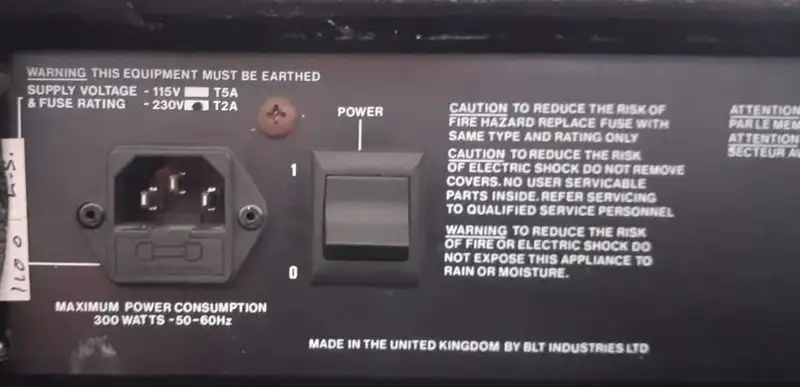 WARNING THIS EQUIPMENT MUST BE EARTHED
SUPPLY VOLTAGE - 115V T5A
& FUSE RATING - 230V T2A
POWER
1
0
MAXIMUM POWER CONSUMPTION
300 WATTS -50-60Hz
CAUTION TO REDUCE THE RISK OF
FIRE HAZARD REPLACE FUSE WITH
SAME TYPE AND RATING ONLY
CAUTION TO REDUCE THE RISK
OF ELECTRIC SHOCK DO NOT REMOVE
COVERS. NO USER SERVICABLE
PARTS INSIDE. REFER SERVICING
TO QUALIFIED SERVICE PERSONNEL
WARNING TO REDUCE THE RISK
OF FIRE OR ELECTRIC SHOCK DO
NOT EXPOSE THIS APPLIANCE TO
RAIN OR MOISTURE.
ATTENTION
PAR LE MEM
ATTENTION
SECTEUR A
MADE IN THE UNITED KINGDOM BY BLT INDUSTRIES LTD